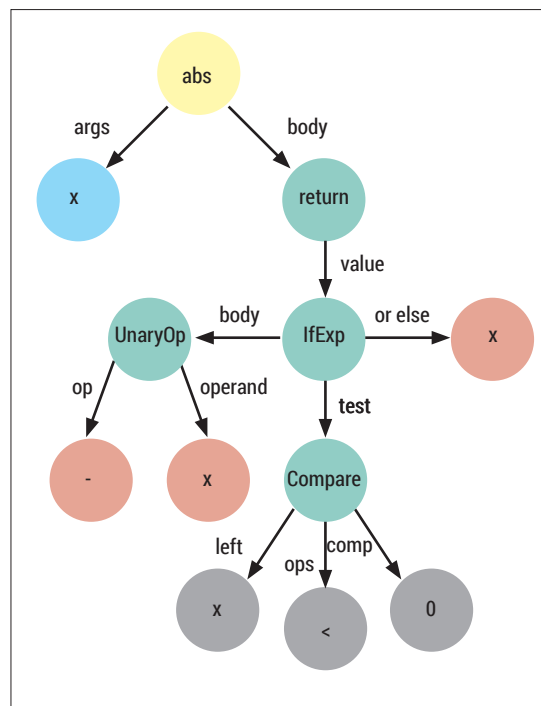 abs
args
body
x
return
value
UnaryOp
body
IfExp
or else
x
op
operand
test
-
x
Compare
left
ops
comp
x
<
0